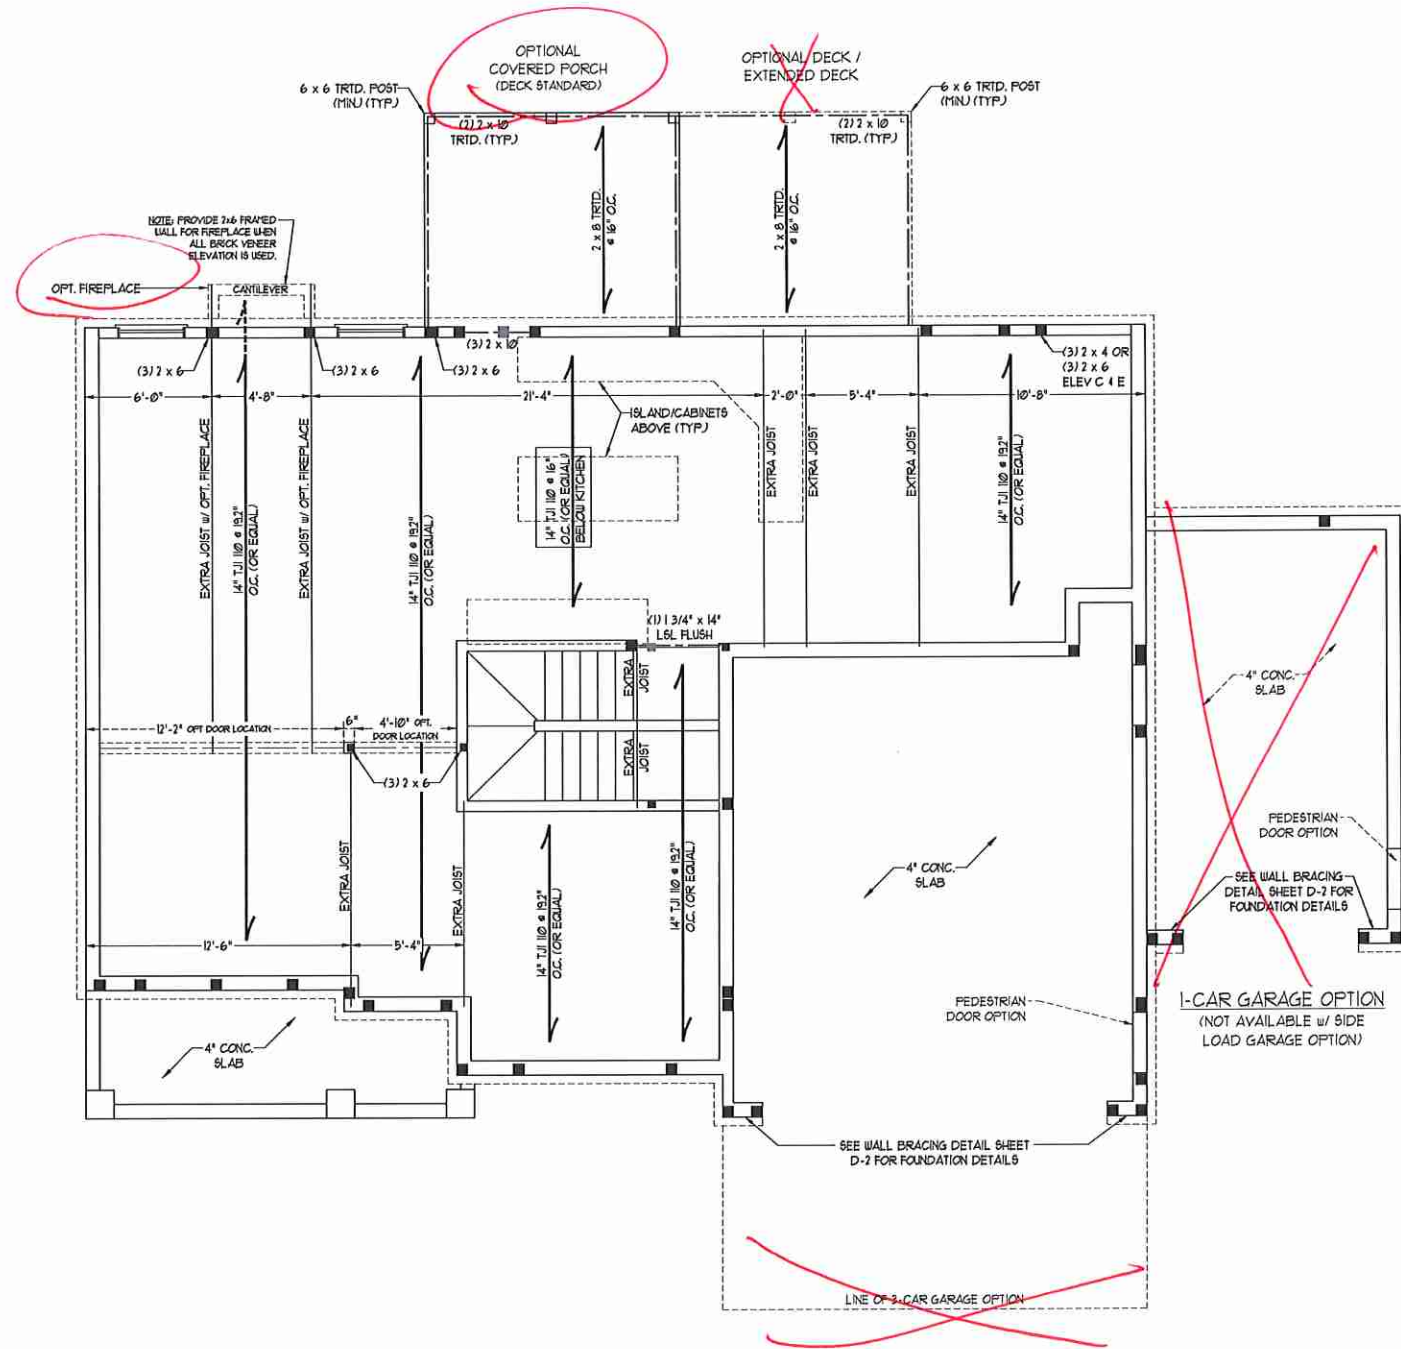 OPTIONAL
COVERED PORCH
(DECK STANDARD)
OPTIONAL DECK /
EXTENDED DECK
6 x 6 TRTD. POST
(MIN.) (TYP.)
6 x 6 TRTD. POST
(MIN.) (TYP.)
(2) 2 x 10
TRTD. (TYP.)
(2) 2 x 10
TRTD. (TYP.)
2 x 8 TRTD.
@ 16" O.C.
2 x 8 TRTD.
@ 16" O.C.
NOTE: PROVIDE 2x6 FRAMED
WALL FOR FIREPLACE WHEN
ALL BRICK VENEER
ELEVATION IS USED.
OPT. FIREPLACE
CANTILEVER
(3) 2 x 6
(3) 2 x 6
(3) 2 x 6
(3) 2 x 10
(3) 2 x 4 OR
(3) 2 x 6
ELEV C & E
6'-0"
4'-8"
21'-4"
2'-0"
5'-4"
10'-8"
ISLAND/CABINETS
ABOVE (TYP.)
EXTRA JOIST w/ OPT. FIREPLACE
14" TJI 110 @ 19.2"
O.C. (OR EQUAL)
EXTRA JOIST w/ OPT. FIREPLACE
14" TJI 110 @ 19.2"
O.C. (OR EQUAL)
14" TJI 110 @ 16"
O.C. (OR EQUAL)
BELOW KITCHEN
EXTRA JOIST
EXTRA JOIST
EXTRA JOIST
14" TJI 110 @ 19.2"
O.C. (OR EQUAL)
(1) 1 3/4" x 14"
LSL FLUSH
EXTRA
JOIST
EXTRA
JOIST
4" CONC.
SLAB
12'-2" OPT DOOR LOCATION
6"
4'-10" OPT.
DOOR LOCATION
(3) 2 x 6
EXTRA JOIST
EXTRA JOIST
14" TJI 110 @ 19.2"
O.C. (OR EQUAL)
14" TJI 110 @ 19.2"
O.C. (OR EQUAL)
4" CONC.
SLAB
PEDESTRIAN
DOOR OPTION
SEE WALL BRACING
DETAIL SHEET D-2 FOR
FOUNDATION DETAILS
12'-6"
5'-4"
PEDESTRIAN
DOOR OPTION
1-CAR GARAGE OPTION
(NOT AVAILABLE w/ SIDE
LOAD GARAGE OPTION)
4" CONC.
SLAB
SEE WALL BRACING DETAIL SHEET
D-2 FOR FOUNDATION DETAILS
LINE OF 3-CAR GARAGE OPTION